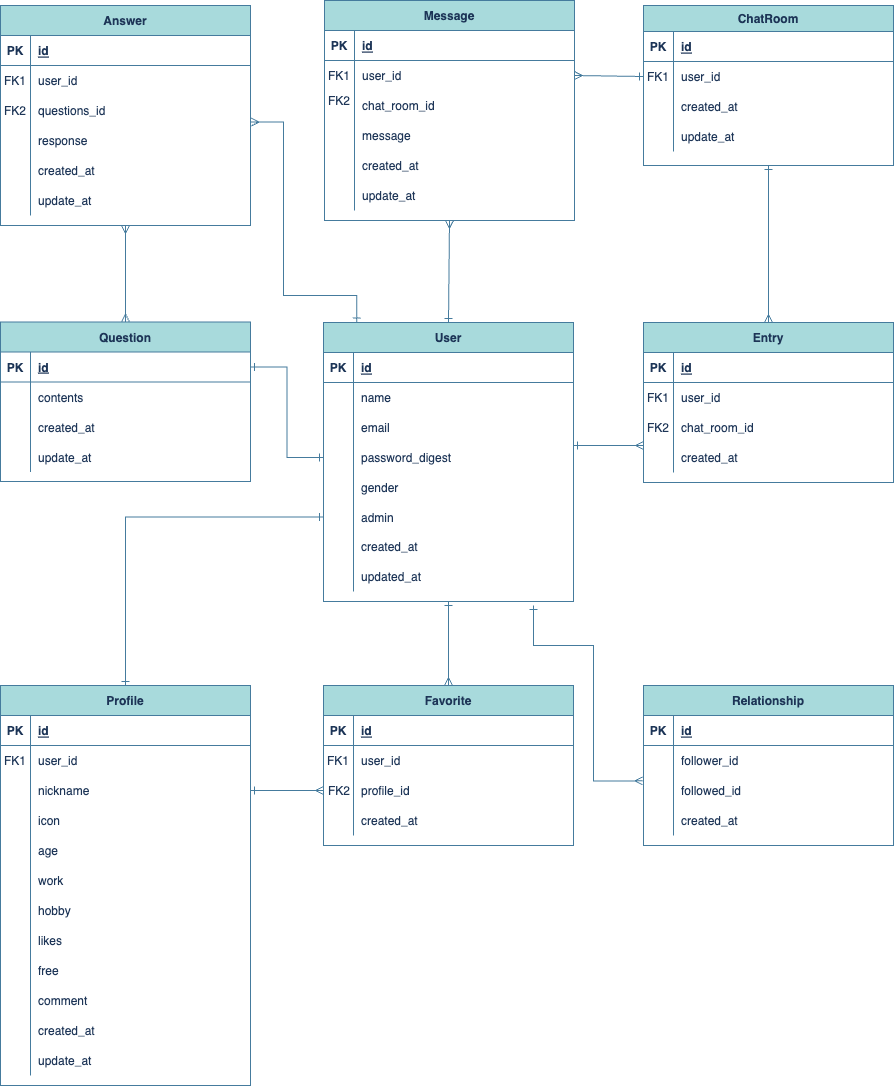 Answer
PK id
FK1 user_id
FK2 questions_id
response
created_at
update_at
Message
PK id
FK1 user_id
FK2 chat_room_id
message
created_at
update_at
ChatRoom
PK id
FK1 user_id
created_at
update_at
Question
PK id
contents
created_at
update_at
User
PK id
name
email
password_digest
gender
admin
created_at
updated_at
Entry
PK id
FK1 user_id
FK2 chat_room_id
created_at
Profile
PK id
FK1 user_id
nickname
icon
age
work
hobby
likes
free
comment
created_at
update_at
Favorite
PK id
FK1 user_id
FK2 profile_id
created_at
Relationship
PK id
follower_id
followed_id
created_at